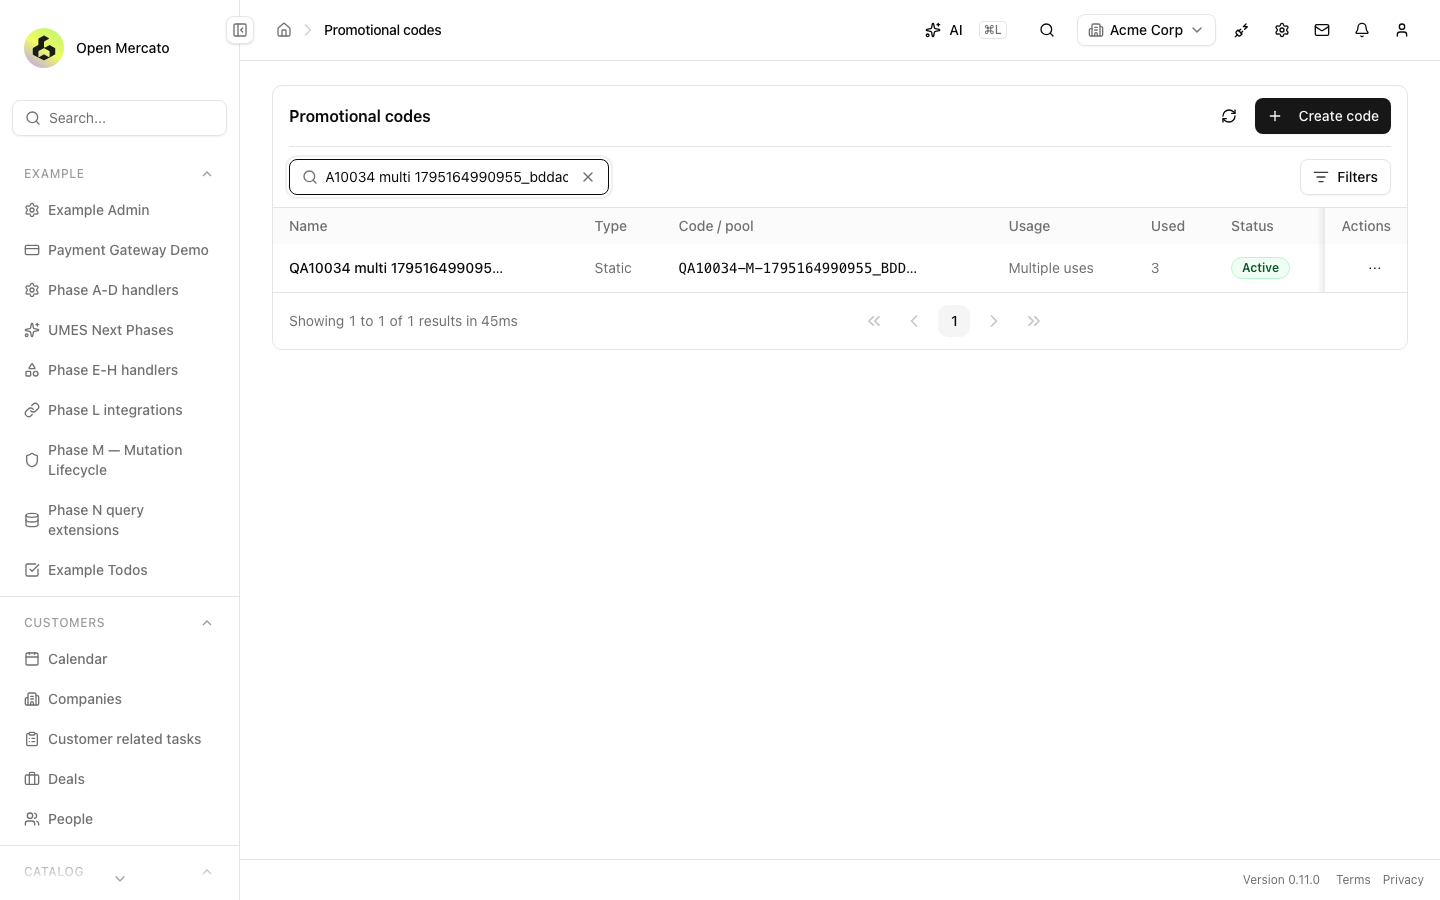 Open Mercato
Promotional codes
AI
⌘L
Acme Corp
Search...
EXAMPLE
Example Admin
Payment Gateway Demo
Phase A-D handlers
UMES Next Phases
Phase E-H handlers
Phase L integrations
Phase M — Mutation
Lifecycle
Phase N query
extensions
Example Todos
CUSTOMERS
Calendar
Companies
Customer related tasks
Deals
People
CATALOG
Promotional codes
Create code
A10034 multi 1795164990955_bddac
Filters
Name Type Code / pool Usage Used Status Actions
QA10034 multi 179516499095... Static QA10034-M-1795164990955_BDD... Multiple uses 3 Active ...
Showing 1 to 1 of 1 results in 45ms
1
Version 0.11.0 Terms Privacy